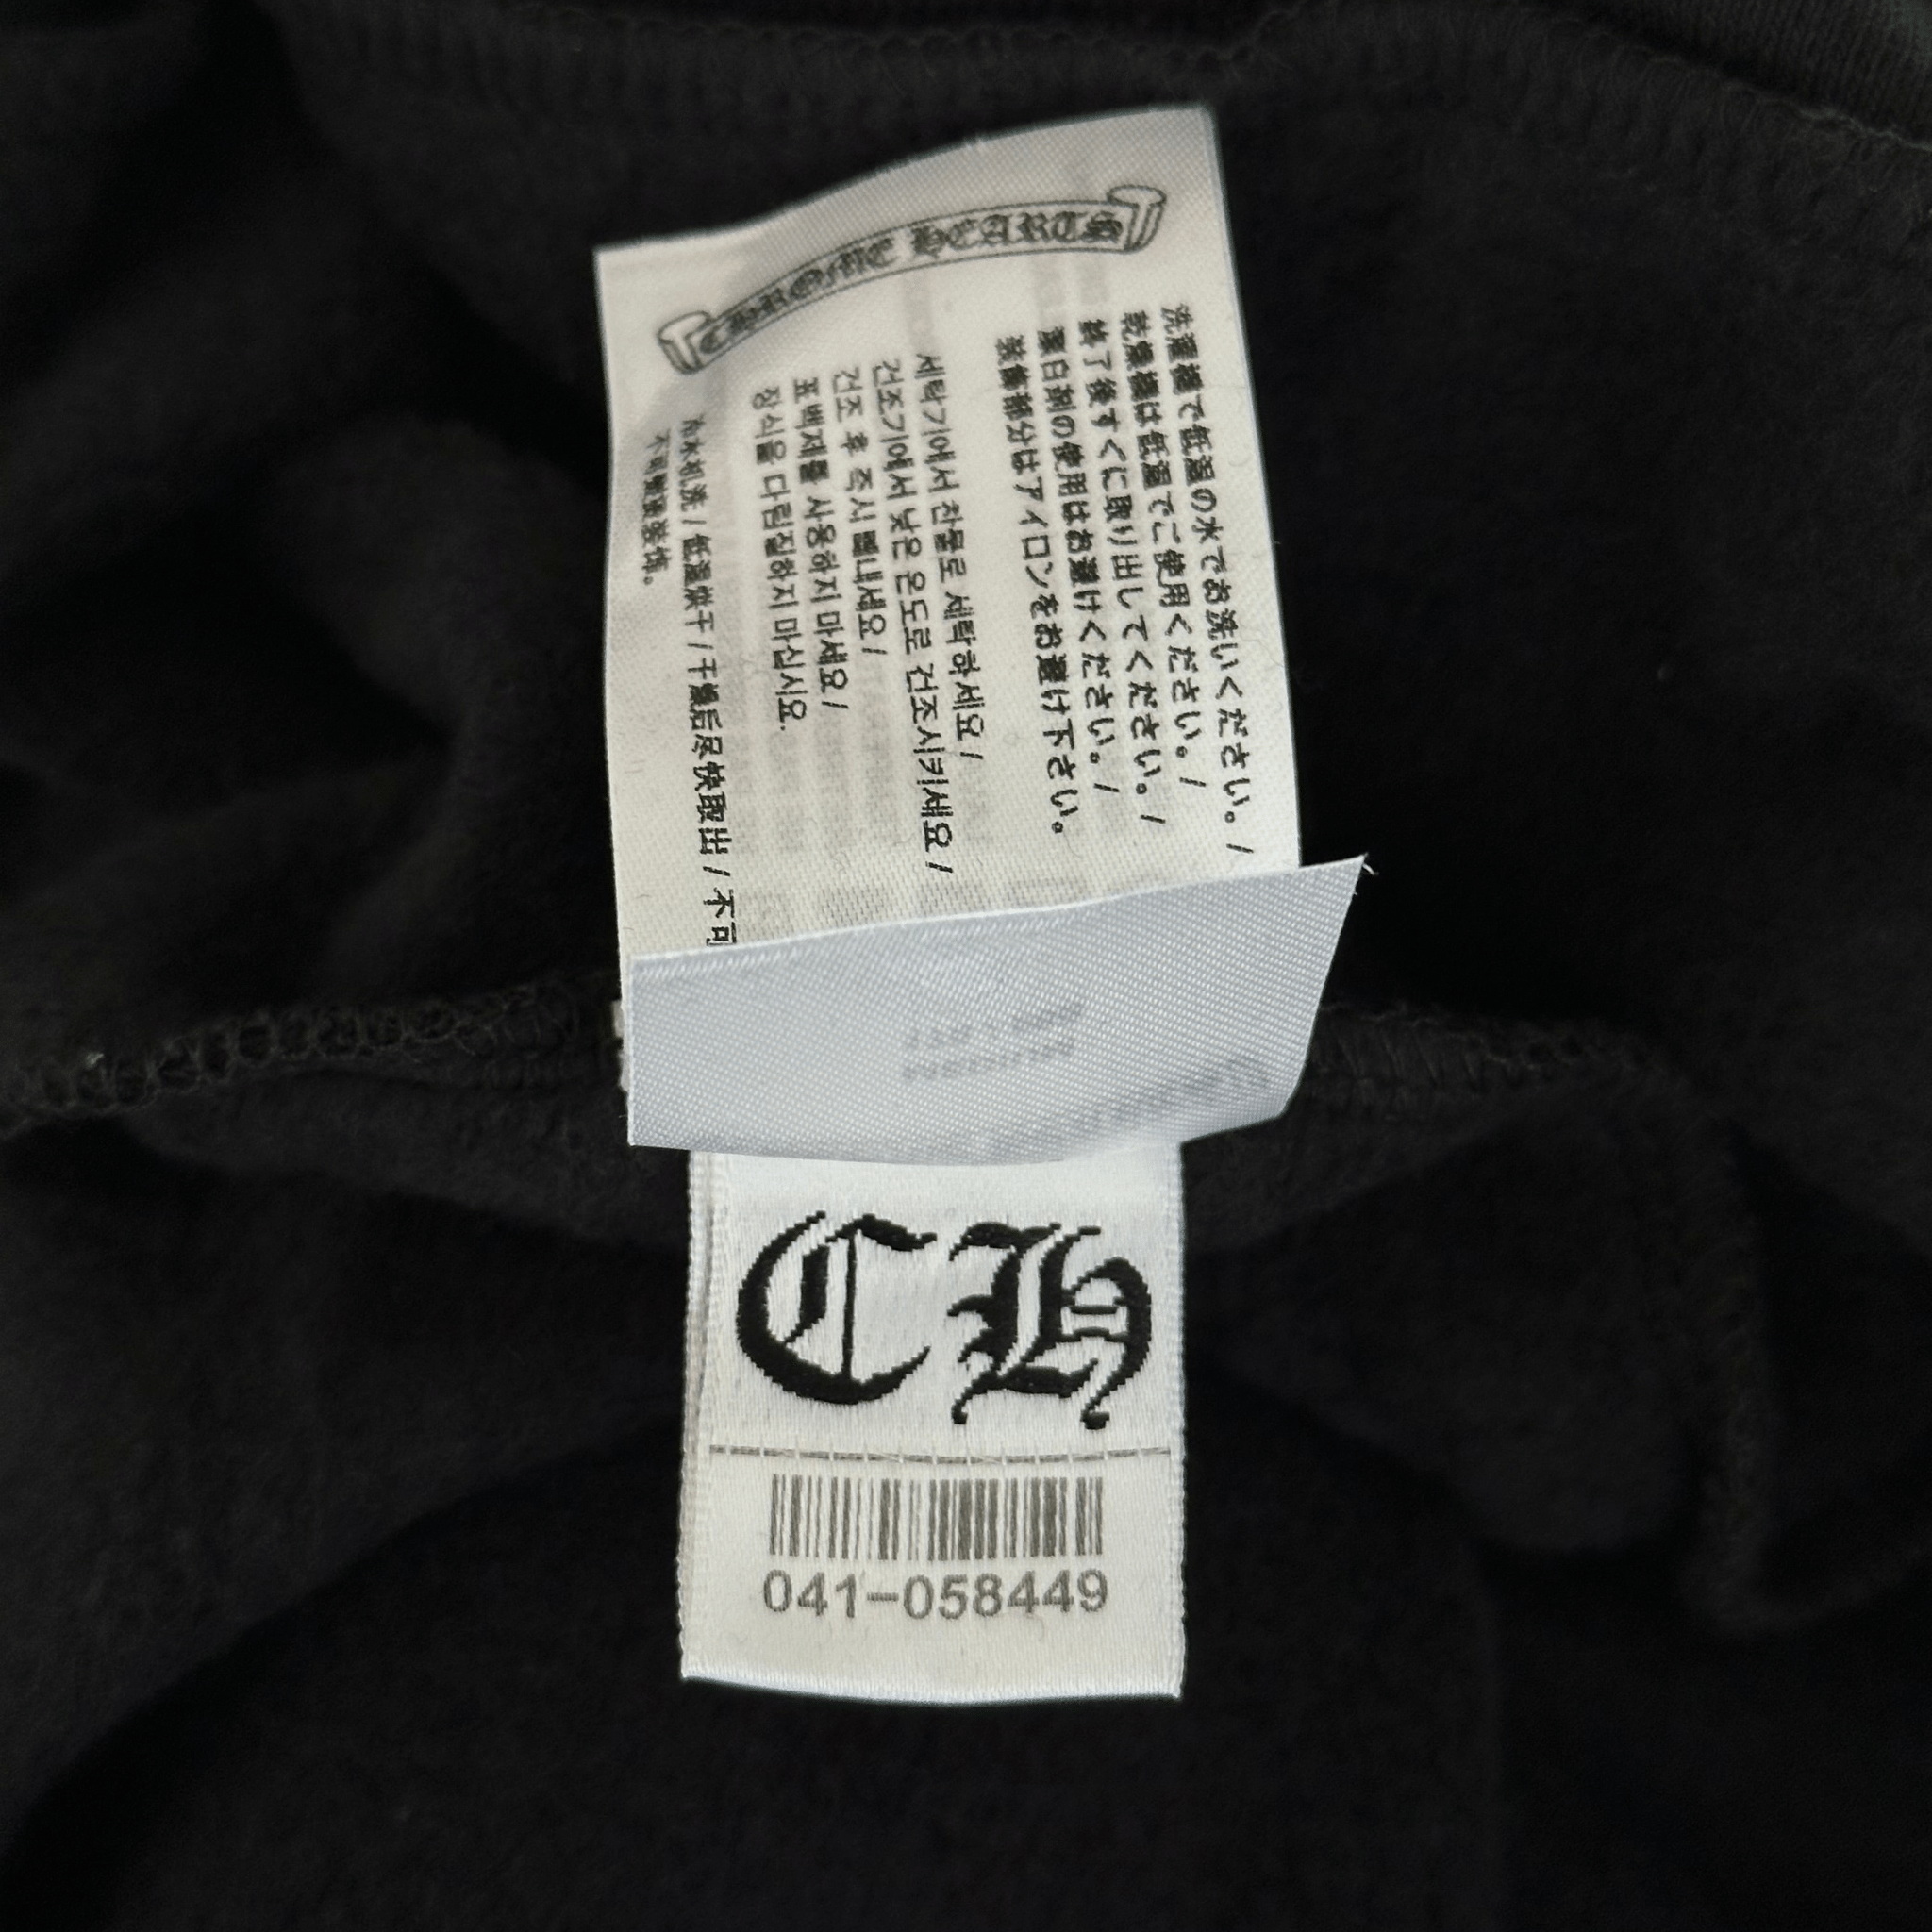 CHROME HEARTS
洗濯機で低温の水でお洗いください。/
乾燥機は低温でご使用ください。/
終了後すぐに取り出してください。/
漂白剤の使用はお避けください。/
装飾部分はアイロンをお避け下さい。
세탁기에서 찬물로 세탁하세요 /
건조기에서 낮은 온도로 건조시키세요 /
건조 후 즉시 빼내세요 /
표백제를 사용하지 마세요 /
장식을 다림질하지 마십시요.
冷水机洗 / 低温烘干 / 干燥后尽快取出 / 不可
不可熨烫装饰。
CH
041-058449